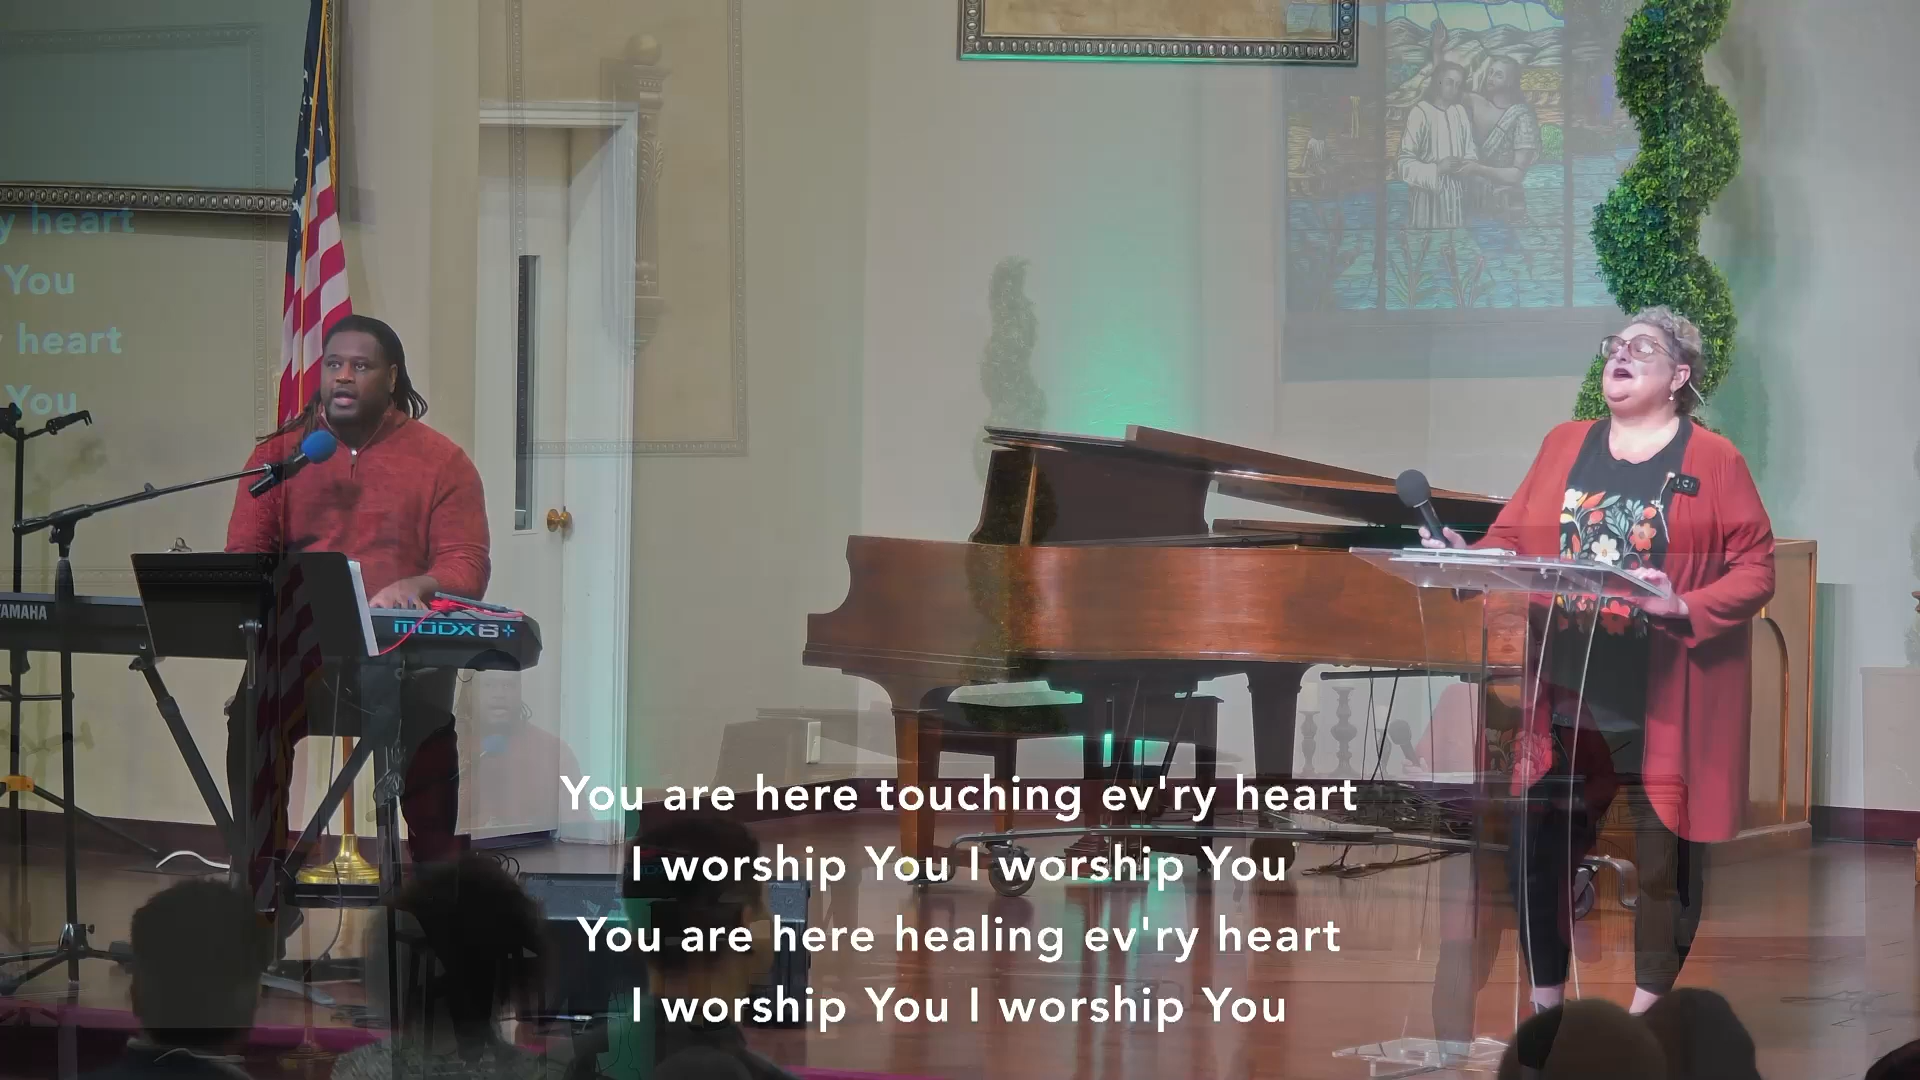 y heart
You
heart
You
YAMAHA
MODX8+
You are here touching ev'ry heart
I worship You I worship You
You are here healing ev'ry heart
I worship You I worship You